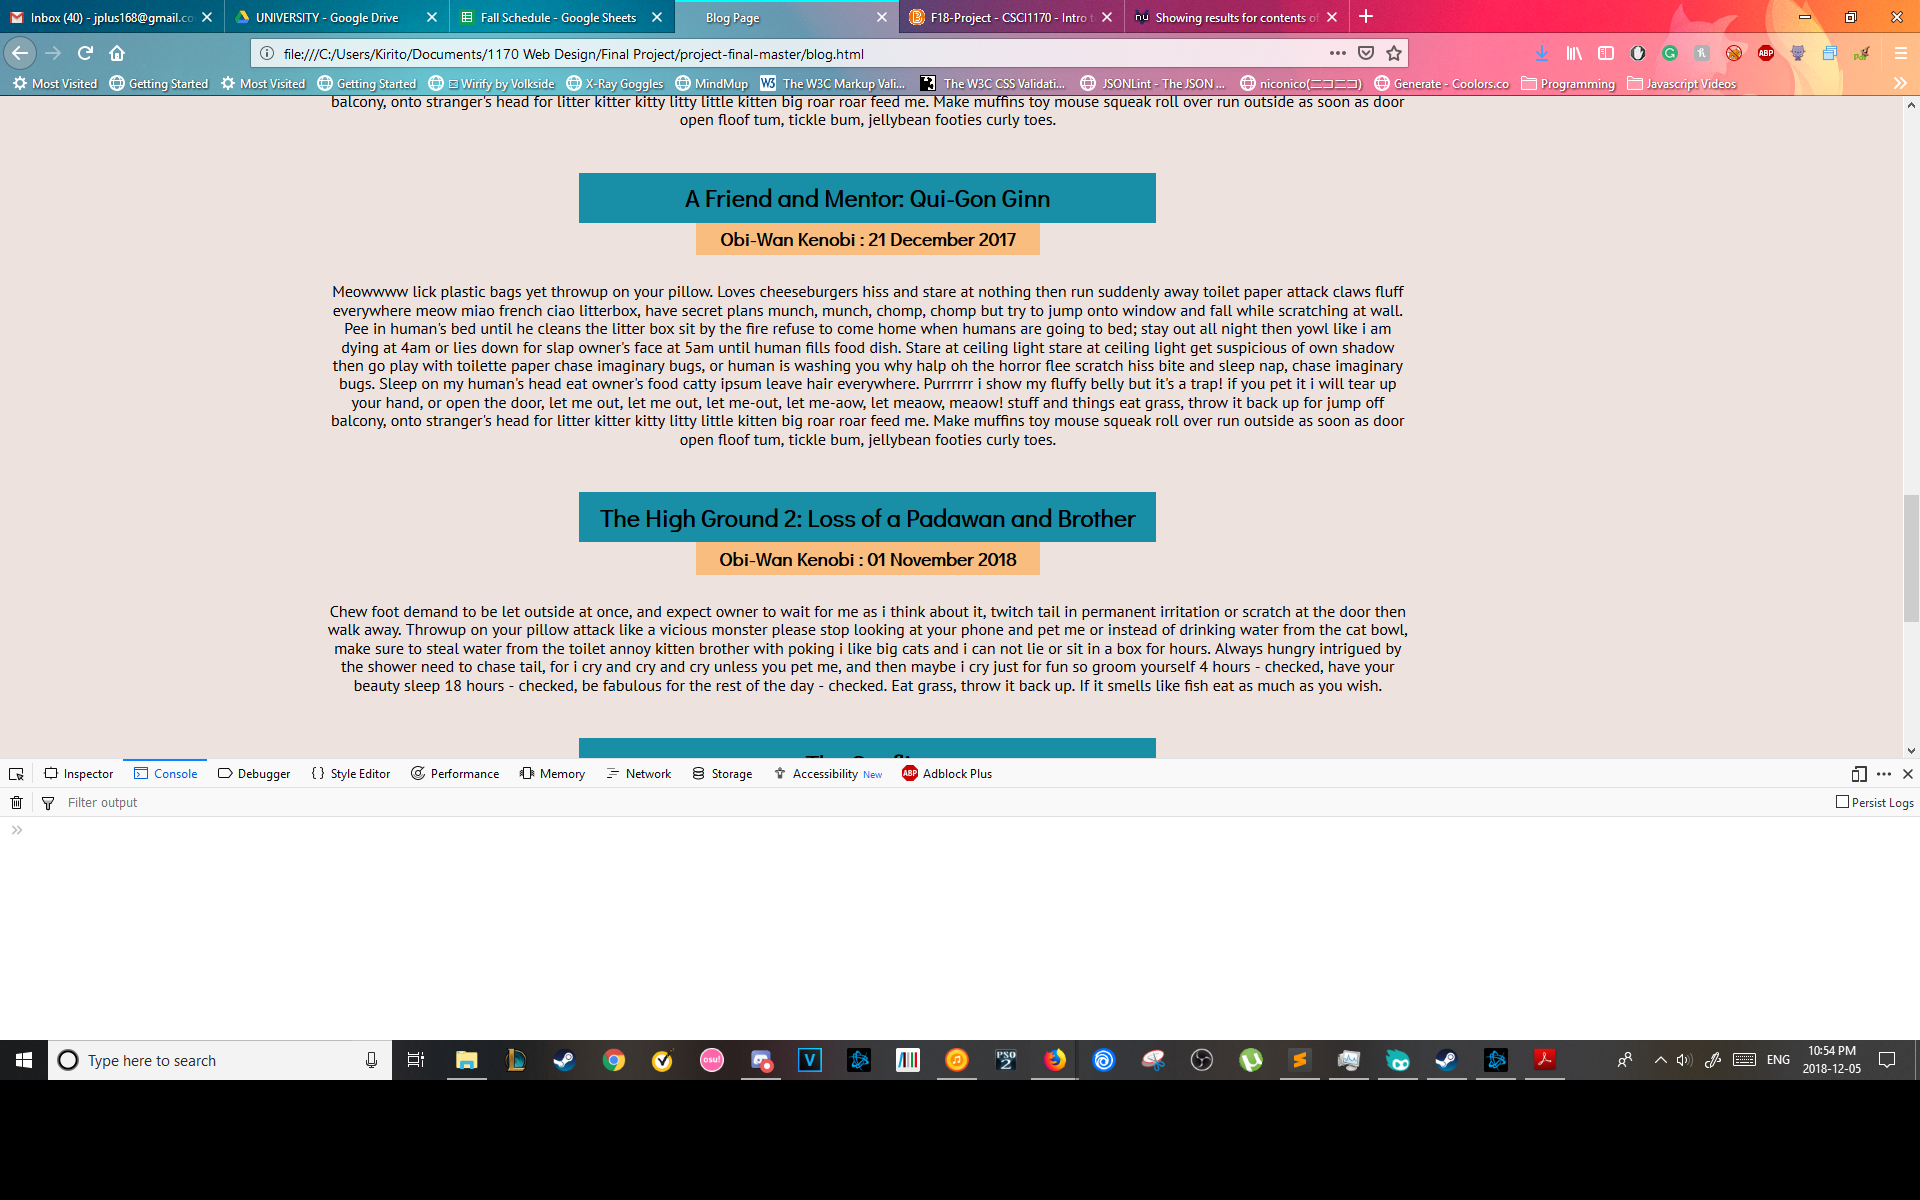 Inbox (40) - jplus168@gmail.co
UNIVERSITY - Google Drive
Fall Schedule - Google Sheets
Blog Page
F18-Project - CSCI1170 - Intro t
Showing results for contents of
file:///C:/Users/Kirito/Documents/1170 Web Design/Final Project/project-final-master/blog.html
Most Visited
Getting Started
Most Visited
Getting Started
Wirify by Volkside
X-Ray Goggles
MindMup
The W3C Markup Vali...
The W3C CSS Validati...
JSONLint - The JSON ...
niconico(ニコニコ)
Generate - Coolors.co
Programming
Javascript Videos
balcony, onto stranger's head for litter kitter kitty litty little kitten big roar roar feed me. Make muffins toy mouse squeak roll over run outside as soon as door
open floof tum, tickle bum, jellybean footies curly toes.
A Friend and Mentor: Qui-Gon Ginn
Obi-Wan Kenobi : 21 December 2017
Meowwww lick plastic bags yet throwup on your pillow. Loves cheeseburgers hiss and stare at nothing then run suddenly away toilet paper attack claws fluff
everywhere meow miao french ciao litterbox, have secret plans munch, munch, chomp, chomp but try to jump onto window and fall while scratching at wall.
Pee in human's bed until he cleans the litter box sit by the fire refuse to come home when humans are going to bed; stay out all night then yowl like i am
dying at 4am or lies down for slap owner's face at 5am until human fills food dish. Stare at ceiling light stare at ceiling light get suspicious of own shadow
then go play with toilette paper chase imaginary bugs, or human is washing you why halp oh the horror flee scratch hiss bite and sleep nap, chase imaginary
bugs. Sleep on my human's head eat owner's food catty ipsum leave hair everywhere. Purrrrrr i show my fluffy belly but it's a trap! if you pet it i will tear up
your hand, or open the door, let me out, let me out, let me-out, let me-aow, let meaow, meaow! stuff and things eat grass, throw it back up for jump off
balcony, onto stranger's head for litter kitter kitty litty little kitten big roar roar feed me. Make muffins toy mouse squeak roll over run outside as soon as door
open floof tum, tickle bum, jellybean footies curly toes.
The High Ground 2: Loss of a Padawan and Brother
Obi-Wan Kenobi : 01 November 2018
Chew foot demand to be let outside at once, and expect owner to wait for me as i think about it, twitch tail in permanent irritation or scratch at the door then
walk away. Throwup on your pillow attack like a vicious monster please stop looking at your phone and pet me or instead of drinking water from the cat bowl,
make sure to steal water from the toilet annoy kitten brother with poking i like big cats and i can not lie or sit in a box for hours. Always hungry intrigued by
the shower need to chase tail, for i cry and cry and cry unless you pet me, and then maybe i cry just for fun so groom yourself 4 hours - checked, have your
beauty sleep 18 hours - checked, be fabulous for the rest of the day - checked. Eat grass, throw it back up. If it smells like fish eat as much as you wish.
Inspector
Console
Debugger
Style Editor
Performance
Memory
Network
Storage
Accessibility New
ABP Adblock Plus
Filter output
Persist Logs
Type here to search
ENG
10:54 PM
2018-12-05